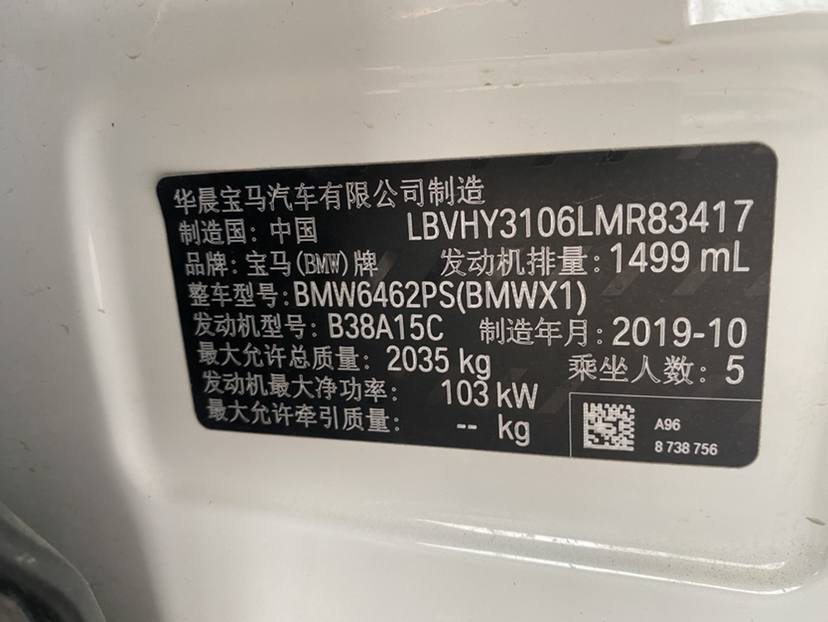 华晨宝马汽车有限公司制造
制造国：中国 LBVHY3106LMR83417
品牌：宝马(BMW)牌 发动机排量：1499 mL
整车型号：BMW6462PS(BMWX1)
发动机型号：B38A15C 制造年月：2019-10
最大允许总质量：2035 kg 乘坐人数：5
发动机最大净功率：103 kW
最大允许牵引质量：-- kg
A96
8 738 756